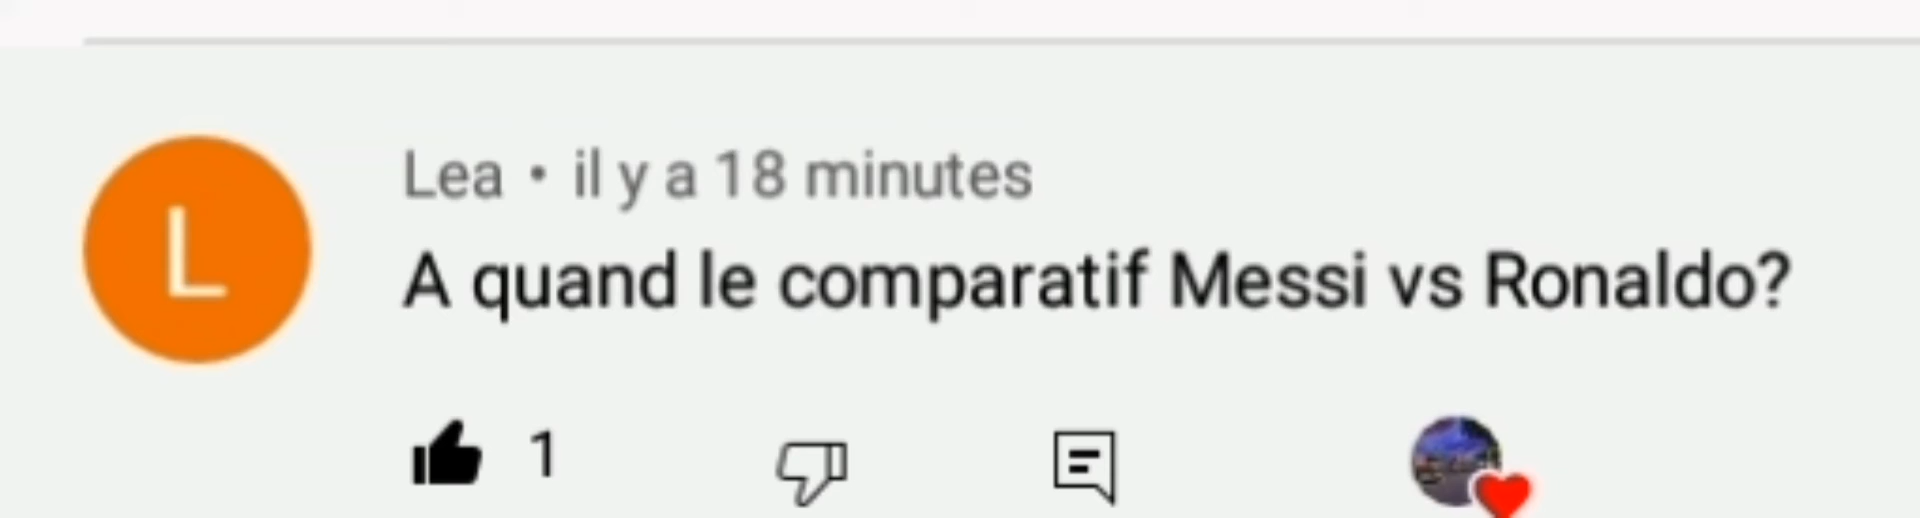 L
Lea • il y a 18 minutes
A quand le comparatif Messi vs Ronaldo?
1